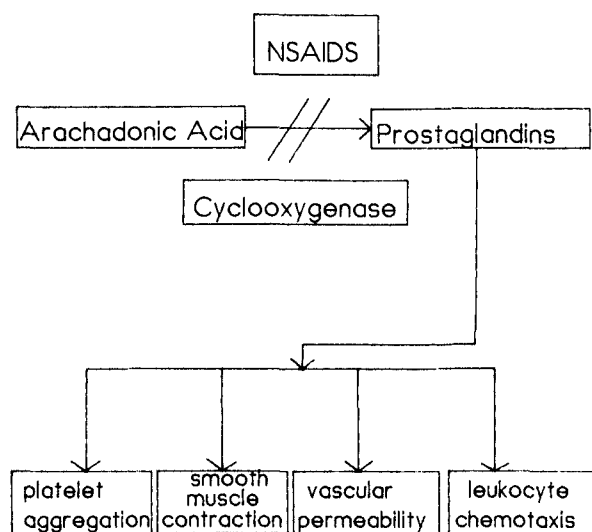 NSAIDS
Arachadonic Acid
Prostaglandins
Cyclooxygenase
platelet
aggregation
smooth
muscle
contraction
vascular
permeability
leukocyte
chemotaxis